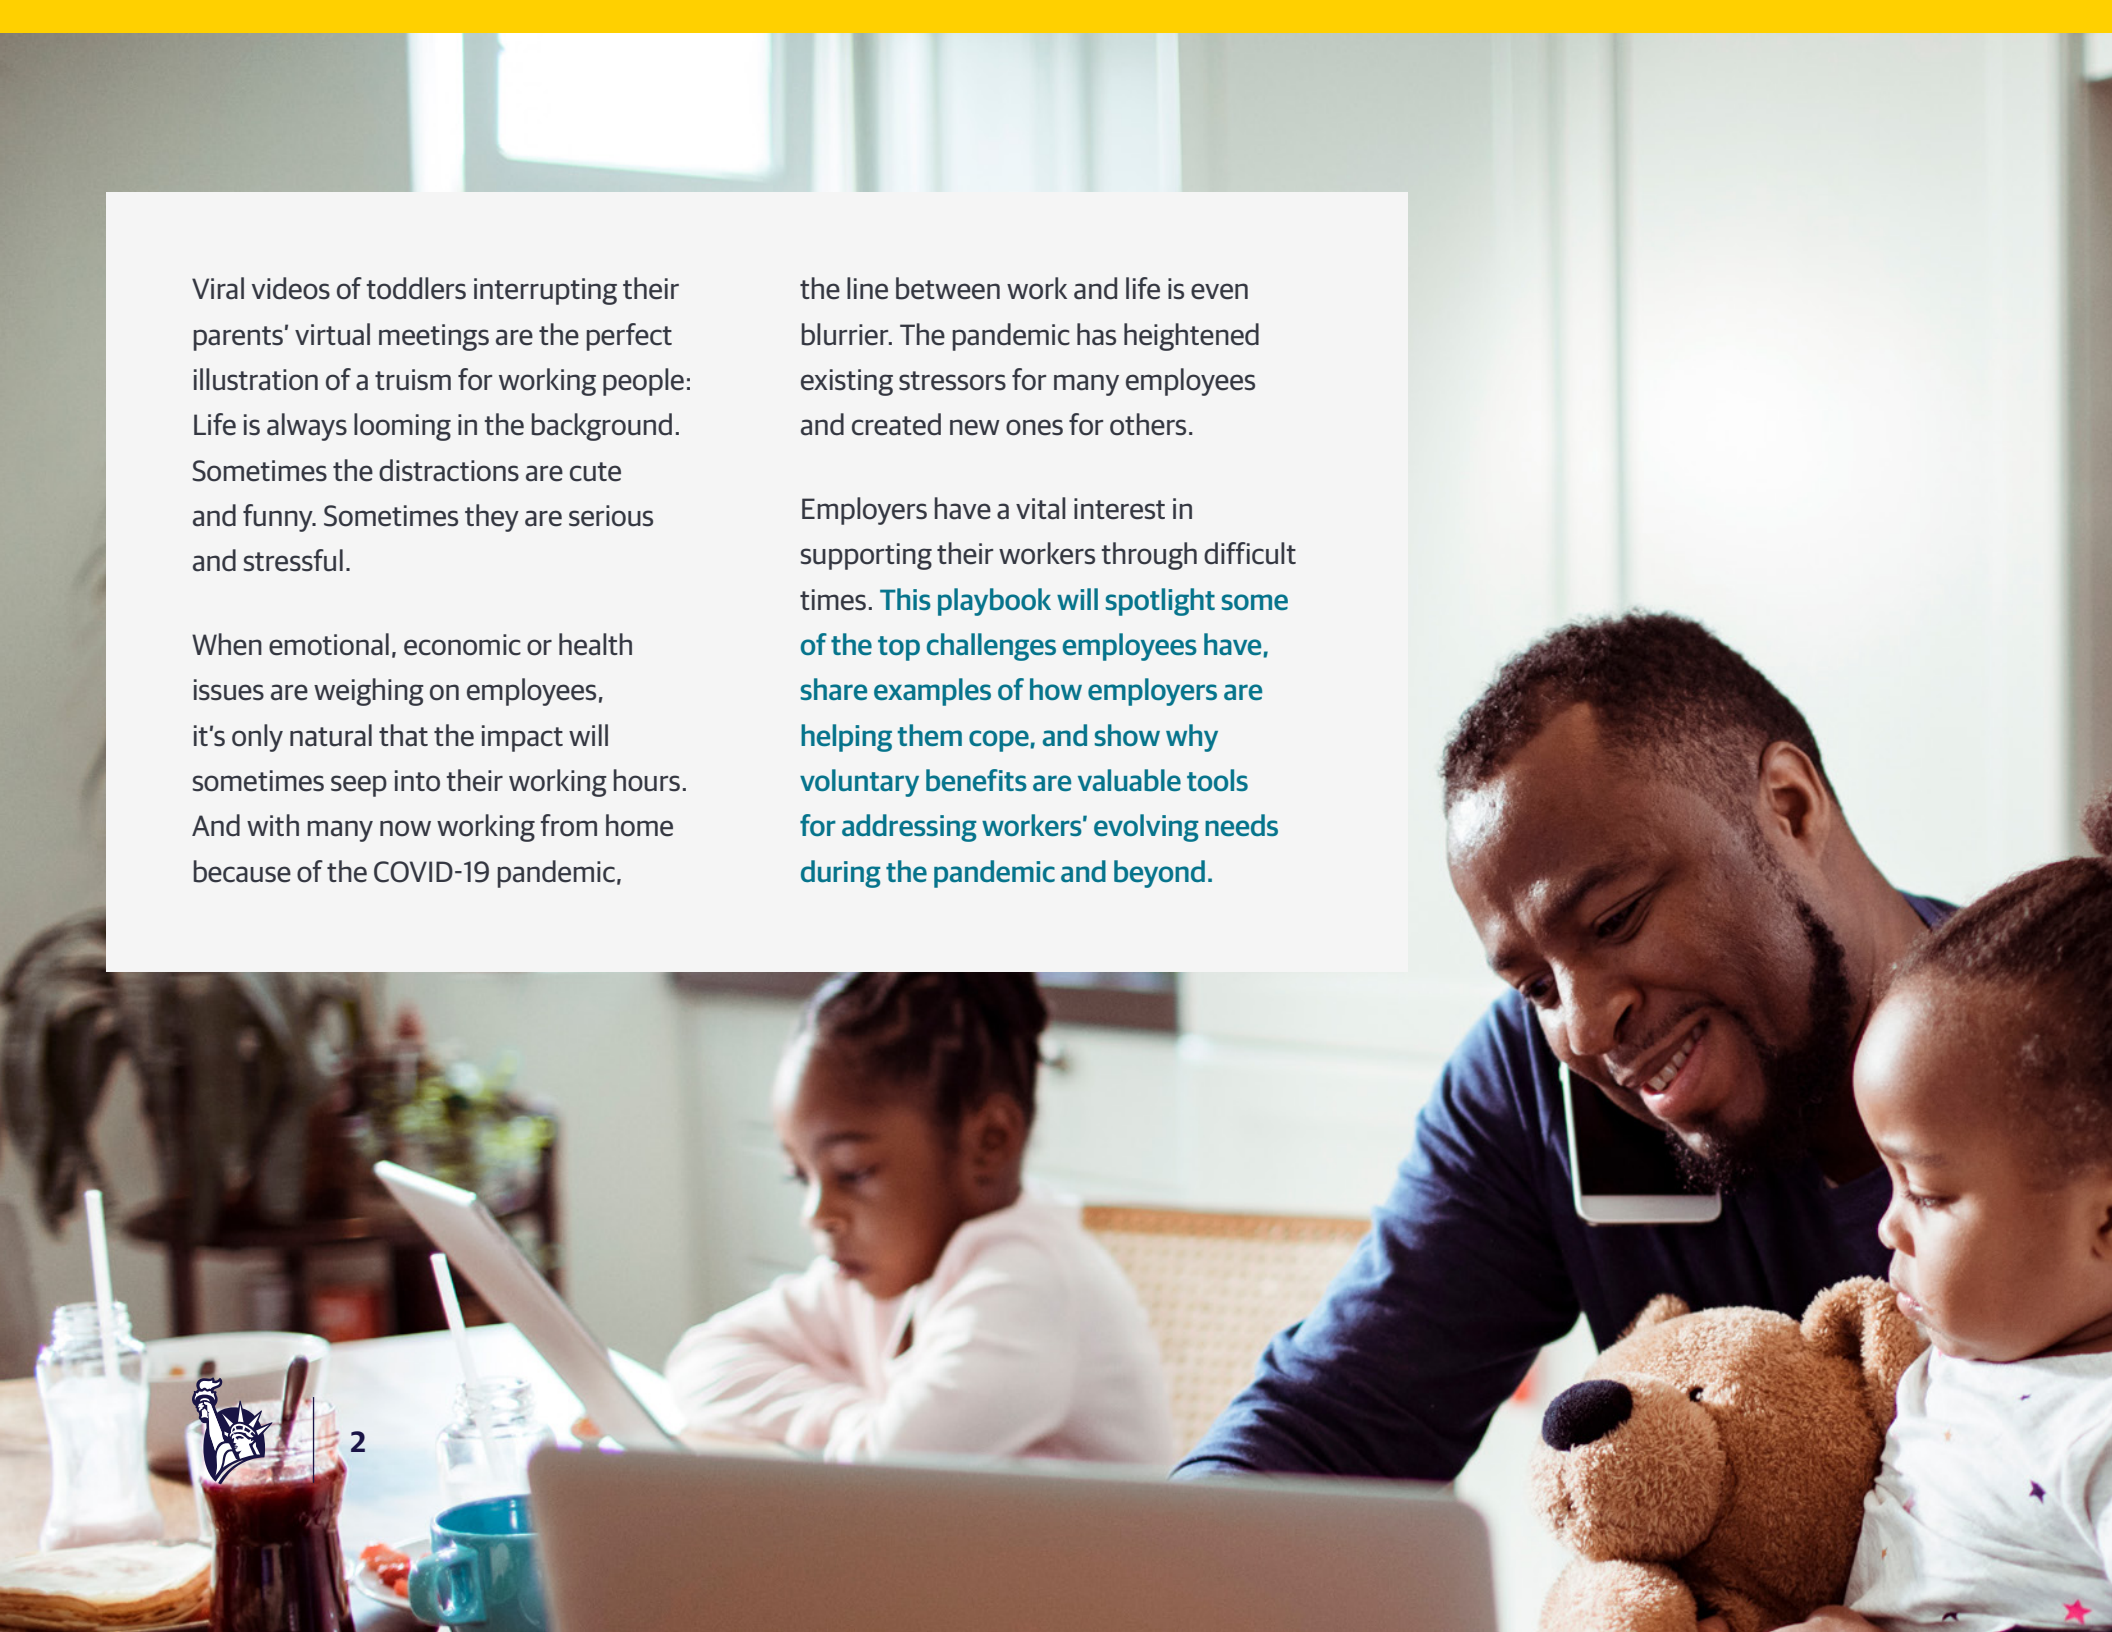 Viral videos of toddlers interrupting their
parents’ virtual meetings are the perfect
illustration of a truism for working people:
Life is always looming in the background.
Sometimes the distractions are cute
and funny. Sometimes they are serious
and stressful.
When emotional, economic or health
issues are weighing on employees,
it’s only natural that the impact will
sometimes seep into their working hours.
And with many now working from home
because of the COVID-19 pandemic,
the line between work and life is even
blurrier. The pandemic has heightened
existing stressors for many employees
and created new ones for others.
Employers have a vital interest in
supporting their workers through difficult
times. This playbook will spotlight some
of the top challenges employees have,
share examples of how employers are
helping them cope, and show why
voluntary benefits are valuable tools
for addressing workers’ evolving needs
during the pandemic and beyond.
2